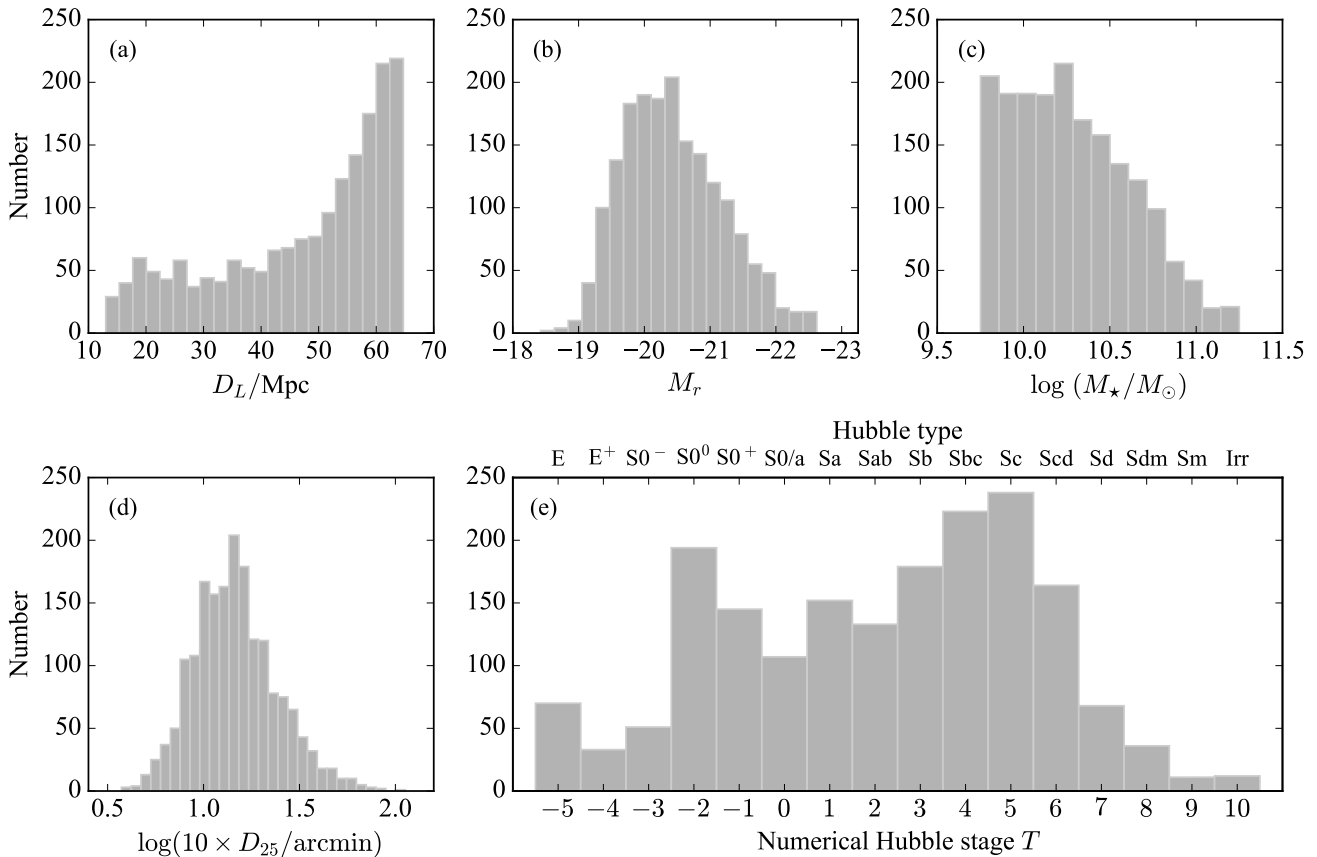 250
200
150
100
50
0
Number
(a)
10 20 30 40 50 60 70
D_L/Mpc
250
200
150
100
50
0
(b)
−18 −19 −20 −21 −22 −23
M_r
250
200
150
100
50
0
(c)
9.5 10.0 10.5 11.0 11.5
log (M_⋆/M_⊙)
250
200
150
100
50
0
Number
(d)
0.5 1.0 1.5 2.0
log(10 × D_25/arcmin)
Hubble type
E E⁺ S0⁻ S0⁰ S0⁺ S0/a Sa Sab Sb Sbc Sc Scd Sd Sdm Sm Irr
250
200
150
100
50
0
(e)
−5 −4 −3 −2 −1 0 1 2 3 4 5 6 7 8 9 10
Numerical Hubble stage T